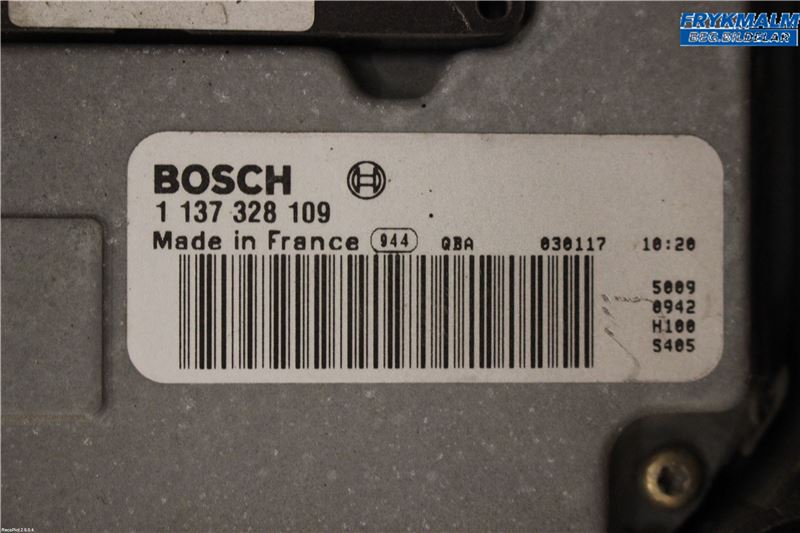 FRYKMALM
BEG.BILDELAR
BOSCH
1 137 328 109
Made in France 944 QBA 030117 10:20
5009
0942
H100
S405